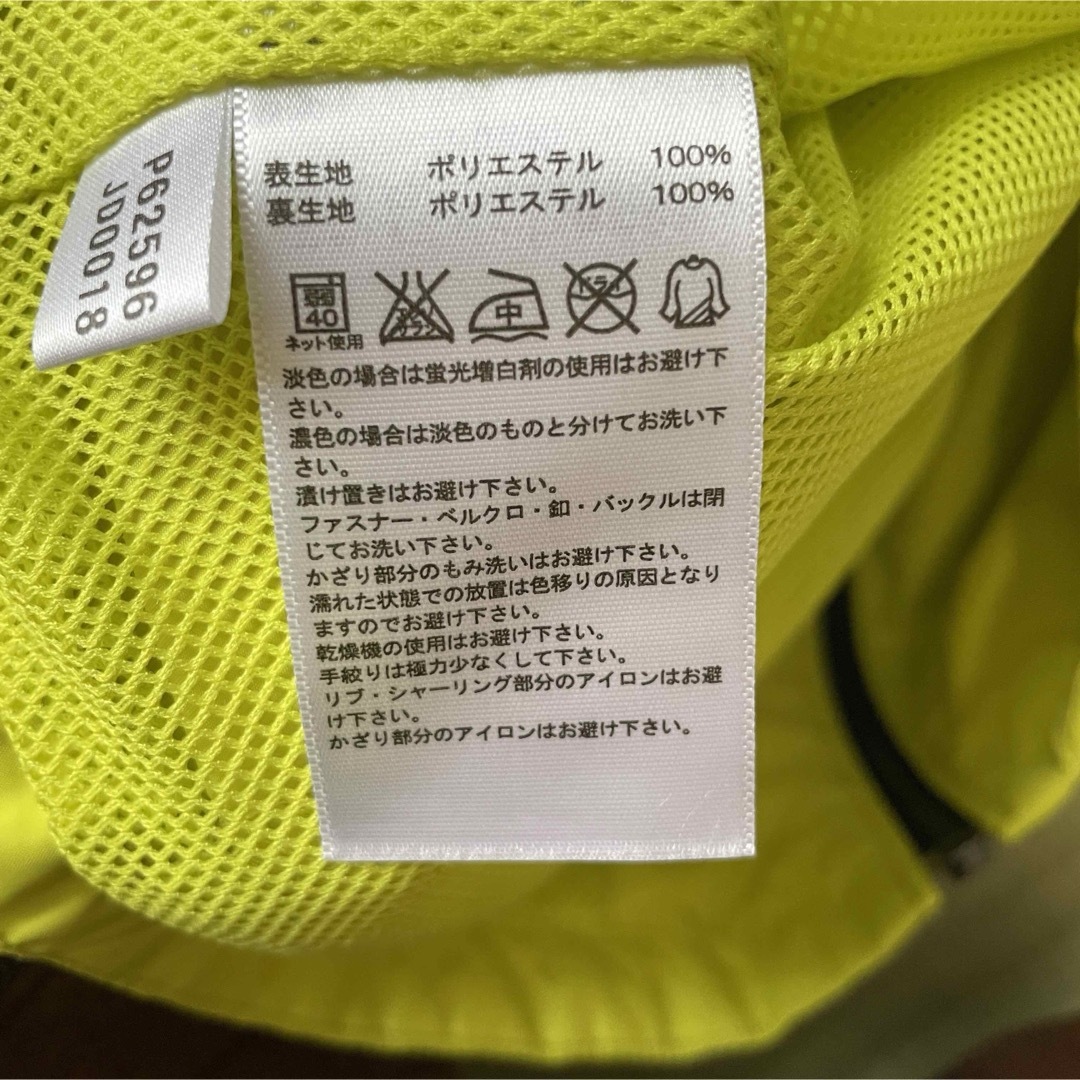 P62596
JD0018
表生地 ポリエステル 100%
裏生地 ポリエステル 100%
弱
40
ネット使用
エンソ
サラシ
中
ドライ
淡色の場合は蛍光増白剤の使用はお避け下
さい。
濃色の場合は淡色のものと分けてお洗い下
さい。
漬け置きはお避け下さい。
ファスナー・ベルクロ・釦・バックルは閉
じてお洗い下さい。
かざり部分のもみ洗いはお避け下さい。
濡れた状態での放置は色移りの原因となり
ますのでお避け下さい。
乾燥機の使用はお避け下さい。
手絞りは極力少なくして下さい。
リブ・シャーリング部分のアイロンはお避
け下さい。
かざり部分のアイロンはお避け下さい。